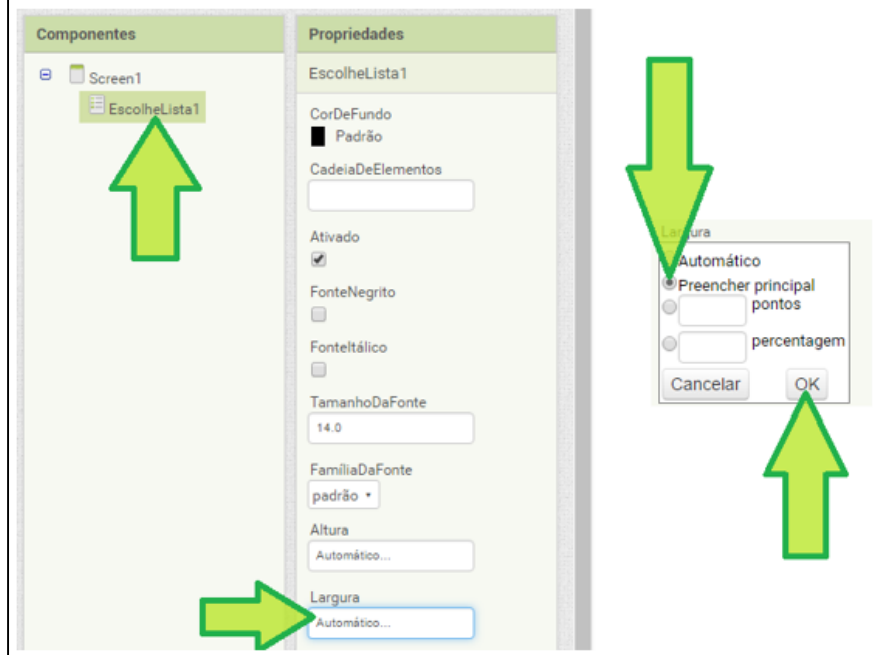 Componentes
Screen1
EscolheLista1
Propriedades
EscolheLista1
CorDeFundo
Padrão
CadeiaDeElementos
Ativado
FonteNegrito
FonteItálico
TamanhoDaFonte
14.0
FamíliaDaFonte
padrão
Altura
Automático...
Largura
Automático...
Largura
Automático
Preencher principal
pontos
percentagem
Cancelar OK